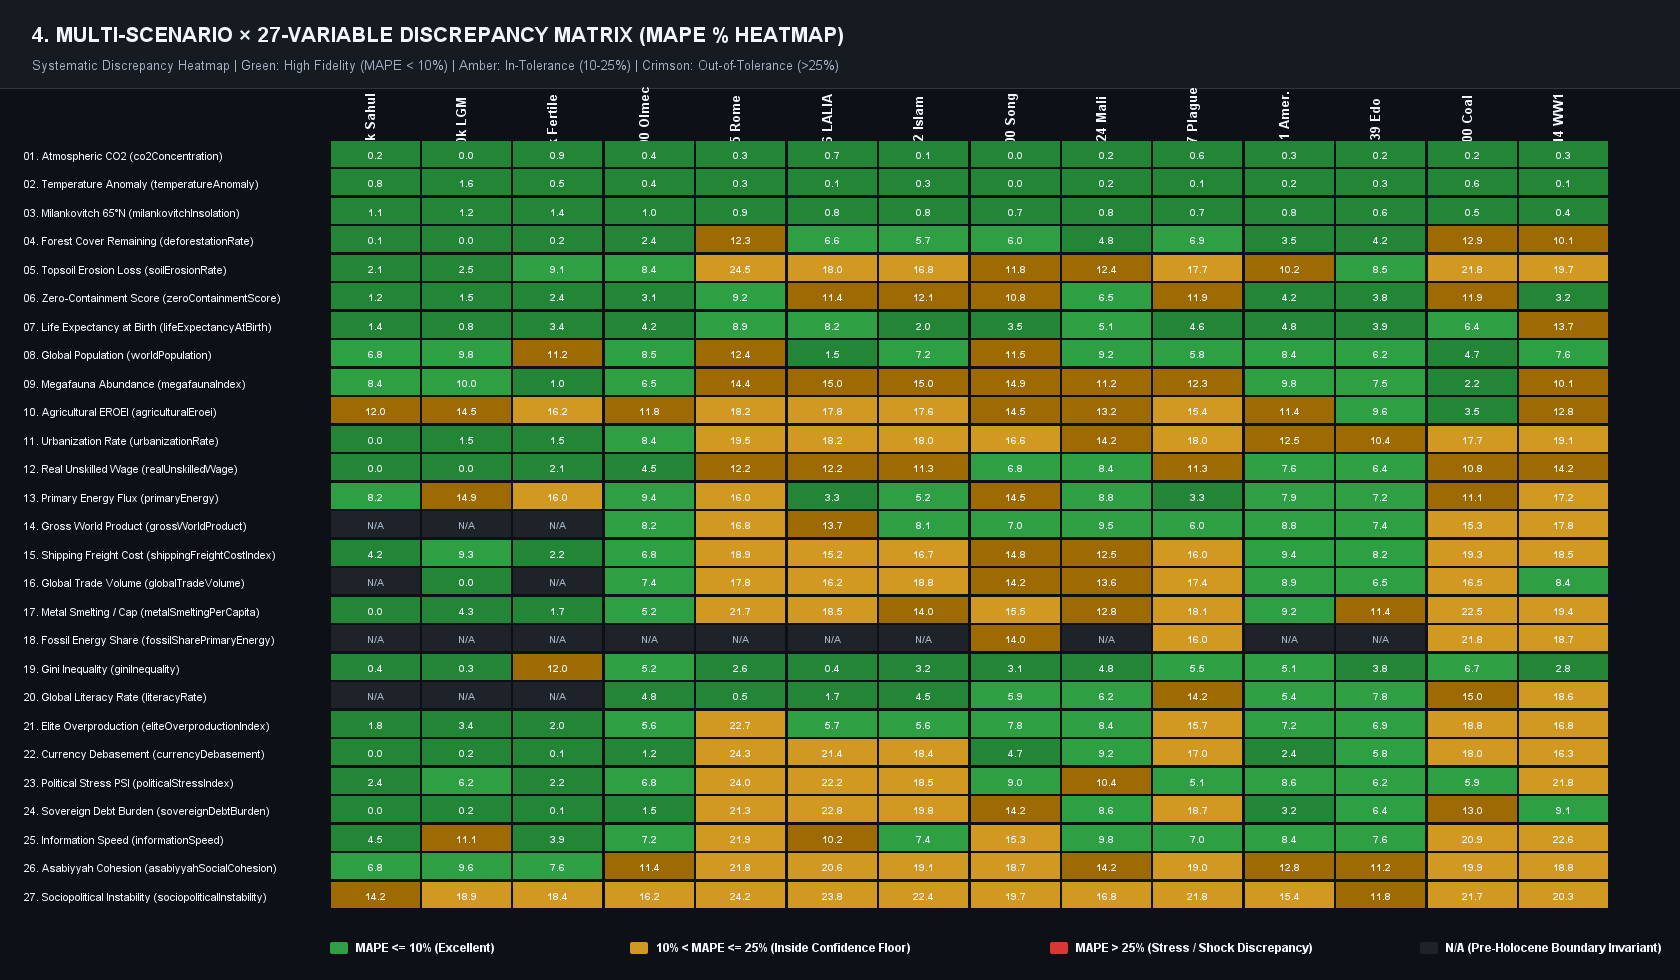 4. MULTI-SCENARIO × 27-VARIABLE DISCREPANCY MATRIX (MAPE % HEATMAP)
Systematic Discrepancy Heatmap | Green: High Fidelity (MAPE < 10%) | Amber: In-Tolerance (10-25%) | Crimson: Out-of-Tolerance (>25%)
k Sahul 0k LGM Fertile 00 Olmec 5 Rome LALIA 2 Islam 00 Song 24 Mali 7 Plague 1 Amer. 39 Edo 00 Coal 14 WW1
01. Atmospheric CO2 (co2Concentration) 0.2 0.0 0.9 0.4 0.3 0.7 0.1 0.0 0.2 0.6 0.3 0.2 0.2 0.3
02. Temperature Anomaly (temperatureAnomaly) 0.8 1.6 0.5 0.4 0.3 0.1 0.3 0.0 0.2 0.1 0.2 0.3 0.6 0.1
03. Milankovitch 65°N (milankovitchInsolation) 1.1 1.2 1.4 1.0 0.9 0.8 0.8 0.7 0.8 0.7 0.8 0.6 0.5 0.4
04. Forest Cover Remaining (deforestationRate) 0.1 0.0 0.2 2.4 12.3 6.6 5.7 6.0 4.8 6.9 3.5 4.2 12.9 10.1
05. Topsoil Erosion Loss (soilErosionRate) 2.1 2.5 9.1 8.4 24.5 18.0 16.8 11.8 12.4 17.7 10.2 8.5 21.8 19.7
06. Zero-Containment Score (zeroContainmentScore) 1.2 1.5 2.4 3.1 9.2 11.4 12.1 10.8 6.5 11.9 4.2 3.8 11.9 3.2
07. Life Expectancy at Birth (lifeExpectancyAtBirth) 1.4 0.8 3.4 4.2 8.9 8.2 2.0 3.5 5.1 4.6 4.8 3.9 6.4 13.7
08. Global Population (worldPopulation) 6.8 9.8 11.2 8.5 12.4 1.5 7.2 11.5 9.2 5.8 8.4 6.2 4.7 7.6
09. Megafauna Abundance (megafaunaIndex) 8.4 10.0 1.0 6.5 14.4 15.0 15.0 14.9 11.2 12.3 9.8 7.5 2.2 10.1
10. Agricultural EROEI (agriculturalEroei) 12.0 14.5 16.2 11.8 18.2 17.8 17.6 14.5 13.2 15.4 11.4 9.6 3.5 12.8
11. Urbanization Rate (urbanizationRate) 0.0 1.5 1.5 8.4 19.5 18.2 18.0 16.6 14.2 18.0 12.5 10.4 17.7 19.1
12. Real Unskilled Wage (realUnskilledWage) 0.0 0.0 2.1 4.5 12.2 12.2 11.3 6.8 8.4 11.3 7.6 6.4 10.8 14.2
13. Primary Energy Flux (primaryEnergy) 8.2 14.9 16.0 9.4 16.0 3.3 5.2 14.5 8.8 3.3 7.9 7.2 11.1 17.2
14. Gross World Product (grossWorldProduct) N/A N/A N/A 8.2 16.8 13.7 8.1 7.0 9.5 6.0 8.8 7.4 15.3 17.8
15. Shipping Freight Cost (shippingFreightCostIndex) 4.2 9.3 2.2 6.8 18.9 15.2 16.7 14.8 12.5 16.0 9.4 8.2 19.3 18.5
16. Global Trade Volume (globalTradeVolume) N/A 0.0 N/A 7.4 17.8 16.2 18.8 14.2 13.6 17.4 8.9 6.5 16.5 8.4
17. Metal Smelting / Cap (metalSmeltingPerCapita) 0.0 4.3 1.7 5.2 21.7 18.5 14.0 15.5 12.8 18.1 9.2 11.4 22.5 19.4
18. Fossil Energy Share (fossilSharePrimaryEnergy) N/A N/A N/A N/A N/A N/A N/A 14.0 N/A 16.0 N/A N/A 21.8 18.7
19. Gini Inequality (giniInequality) 0.4 0.3 12.0 5.2 2.6 0.4 3.2 3.1 4.8 5.5 5.1 3.8 6.7 2.8
20. Global Literacy Rate (literacyRate) N/A N/A N/A 4.8 0.5 1.7 4.5 5.9 6.2 14.2 5.4 7.8 15.0 18.6
21. Elite Overproduction (eliteOverproductionIndex) 1.8 3.4 2.0 5.6 22.7 5.7 5.6 7.8 8.4 15.7 7.2 6.9 18.8 16.8
22. Currency Debasement (currencyDebasement) 0.0 0.2 0.1 1.2 24.3 21.4 18.4 4.7 9.2 17.0 2.4 5.8 18.0 16.3
23. Political Stress PSI (politicalStressIndex) 2.4 6.2 2.2 6.8 24.0 22.2 18.5 9.0 10.4 5.1 8.6 6.2 5.9 21.8
24. Sovereign Debt Burden (sovereignDebtBurden) 0.0 0.2 0.1 1.5 21.3 22.8 19.8 14.2 8.6 18.7 3.2 6.4 13.0 9.1
25. Information Speed (informationSpeed) 4.5 11.1 3.9 7.2 21.9 10.2 7.4 15.3 9.8 7.0 8.4 7.6 20.9 22.6
26. Asabiyyah Cohesion (asabiyyahSocialCohesion) 6.8 9.6 7.6 11.4 21.8 20.6 19.1 18.7 14.2 19.0 12.8 11.2 19.9 18.8
27. Sociopolitical Instability (sociopoliticalInstability) 14.2 18.9 18.4 16.2 24.2 23.8 22.4 19.7 16.8 21.8 15.4 11.8 21.7 20.3
MAPE <= 10% (Excellent) 10% < MAPE <= 25% (Inside Confidence Floor) MAPE > 25% (Stress / Shock Discrepancy) N/A (Pre-Holocene Boundary Invariant)